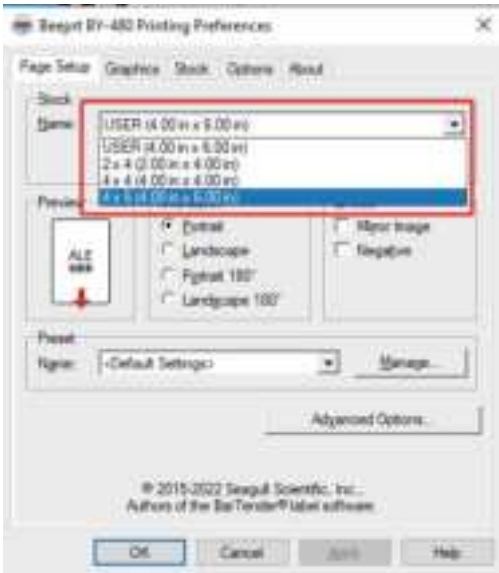 Beeprt BY-480 Printing Preferences
Page Setup Graphics Stock Options About
Stock
Name: USER (4.00 in x 6.00 in)
USER (4.00 in x 6.00 in)
2 x 4 (2.00 in x 4.00 in)
4 x 4 (4.00 in x 4.00 in)
4 x 6 (4.00 in x 6.00 in)
Preview
Portrait
Mirror Image
Landscape
Negative
Portrait 180°
Landscape 180°
Preset
Name: <Default Settings>
Manage...
Advanced Options...
© 2015-2022 Seagull Scientific, Inc.
Authors of the BarTender® label software
OK Cancel Apply Help